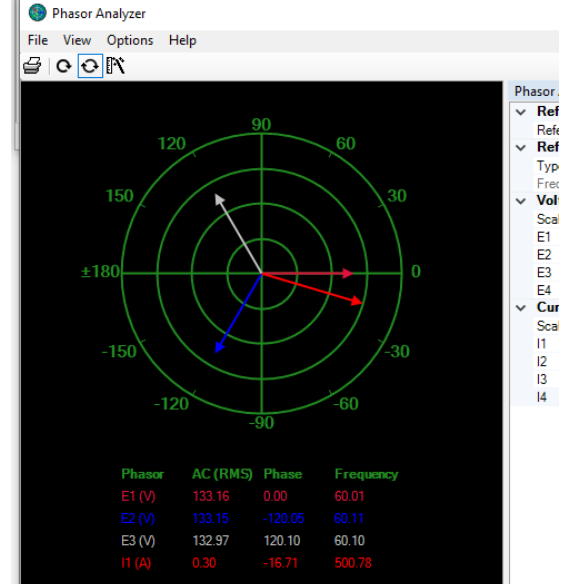 Phasor Analyzer
File View Options Help
Phasor
90
120
60
150
30
±180
0
-150
-30
-120
-60
-90
Phasor AC (RMS) Phase Frequency
E1 (V) 133.16 0.00 60.01
E2 (V) 133.15 -120.05 60.11
E3 (V) 132.97 120.10 60.10
I1 (A) 0.30 -16.71 500.78
E1
E2
E3
E4
I1
I2
I3
I4